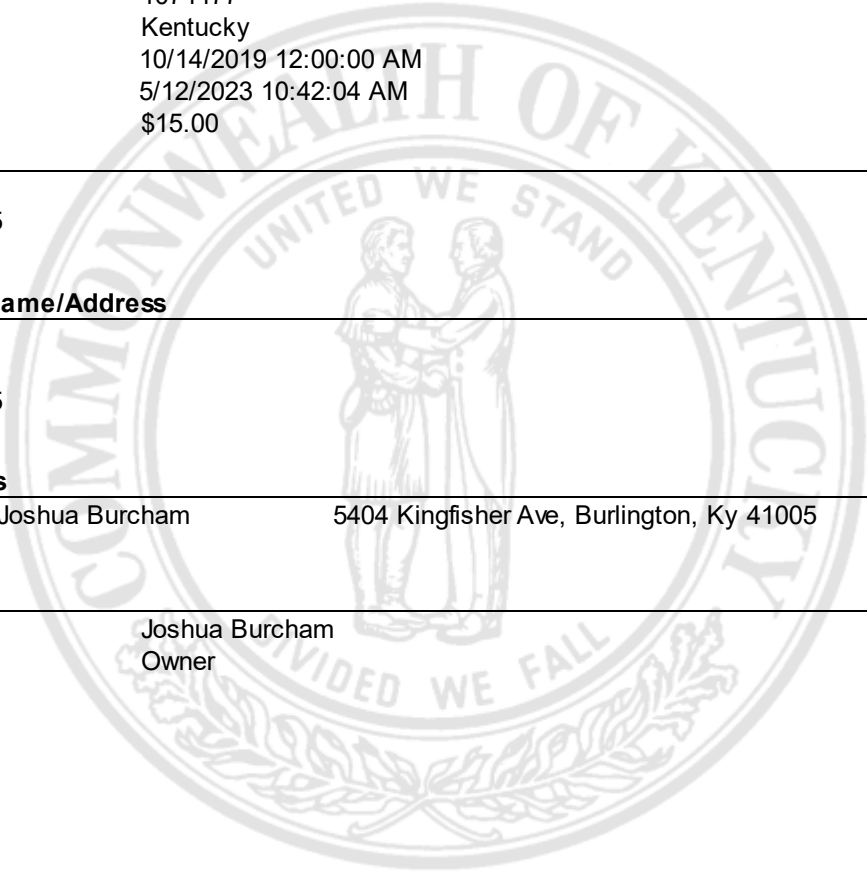 Kentucky
10/14/2019 12:00:00 AM
5/12/2023 10:42:04 AM
$15.00
ame/Address
s
Joshua Burcham 5404 Kingfisher Ave, Burlington, Ky 41005
Joshua Burcham
Owner
COMMONWEALTH OF KENTUCKY
UNITED WE STAND
DIVIDED WE FALL